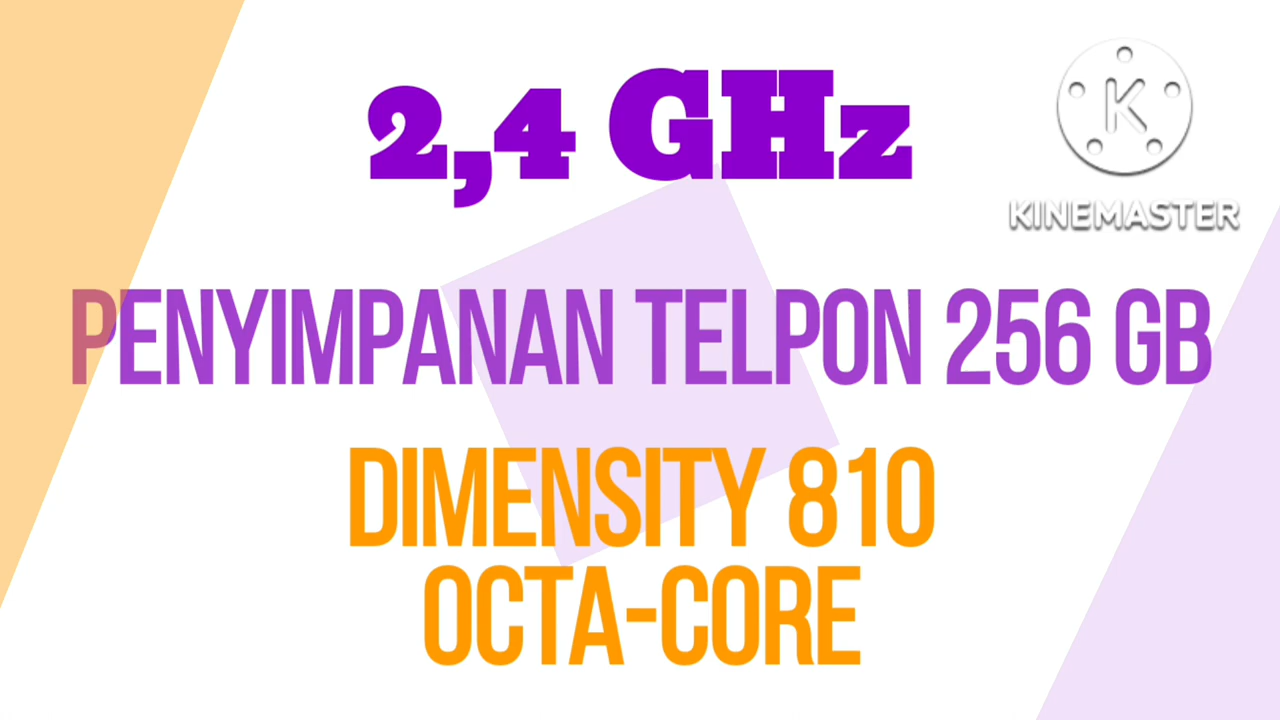 2,4 GHz
KINEMASTER
PENYIMPANAN TELPON 256 GB
DIMENSITY 810
OCTA-CORE